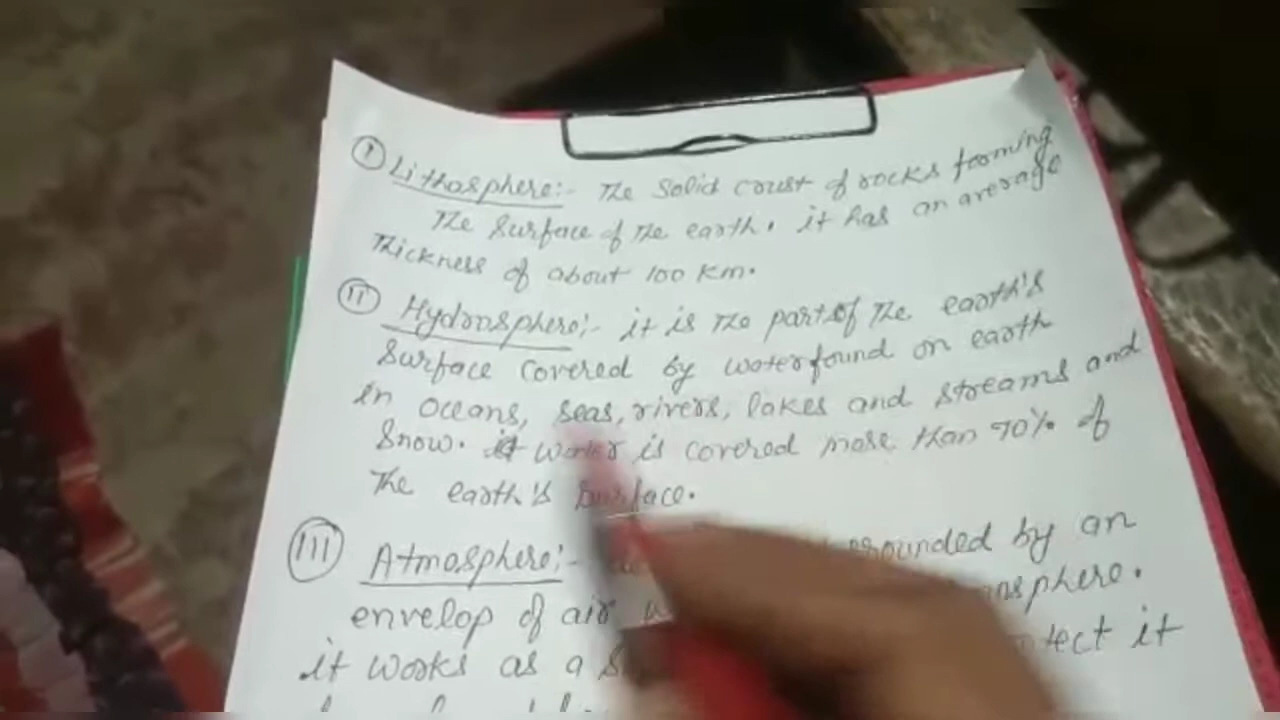 I Lithosphere:- The solid crust of rocks forming
The surface of the earth. it has an average
Thickness of about 100 km.
II Hydrosphere:- it is the part of the earth's
surface covered by water found on earth
in oceans, seas, rivers, lakes and streams and
snow. water is covered more than 70% of
The earth's surface.
III Atmosphere:- by an
envelop of air
it works as a it